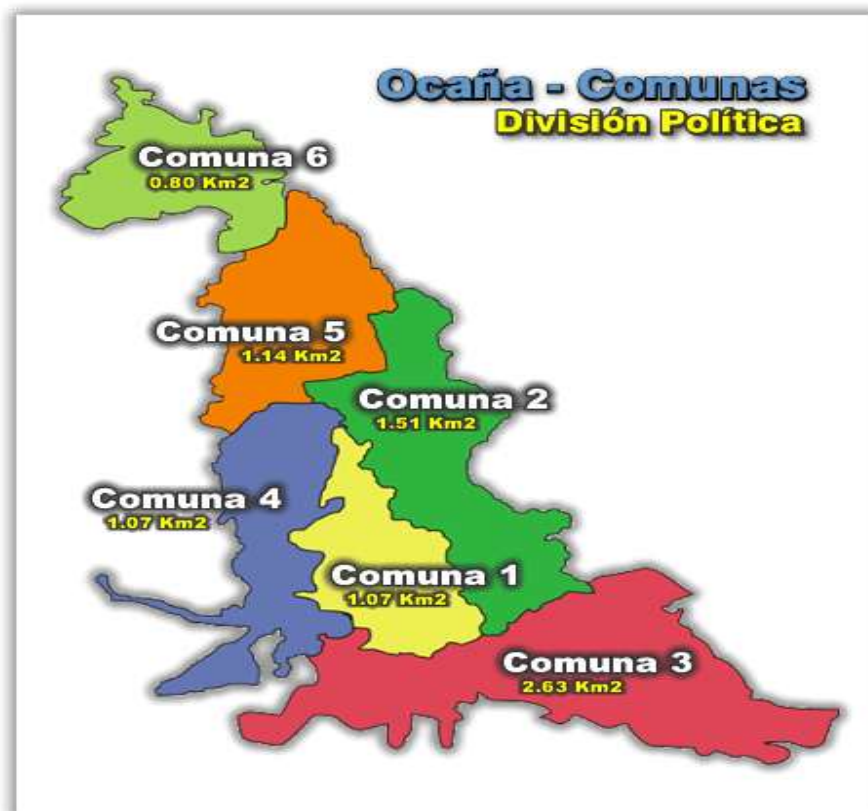 Ocaña - Comunas
División Política
Comuna 6
0.80 Km2
Comuna 5
1.14 Km2
Comuna 2
1.51 Km2
Comuna 4
1.07 Km2
Comuna 1
1.07 Km2
Comuna 3
2.63 Km2